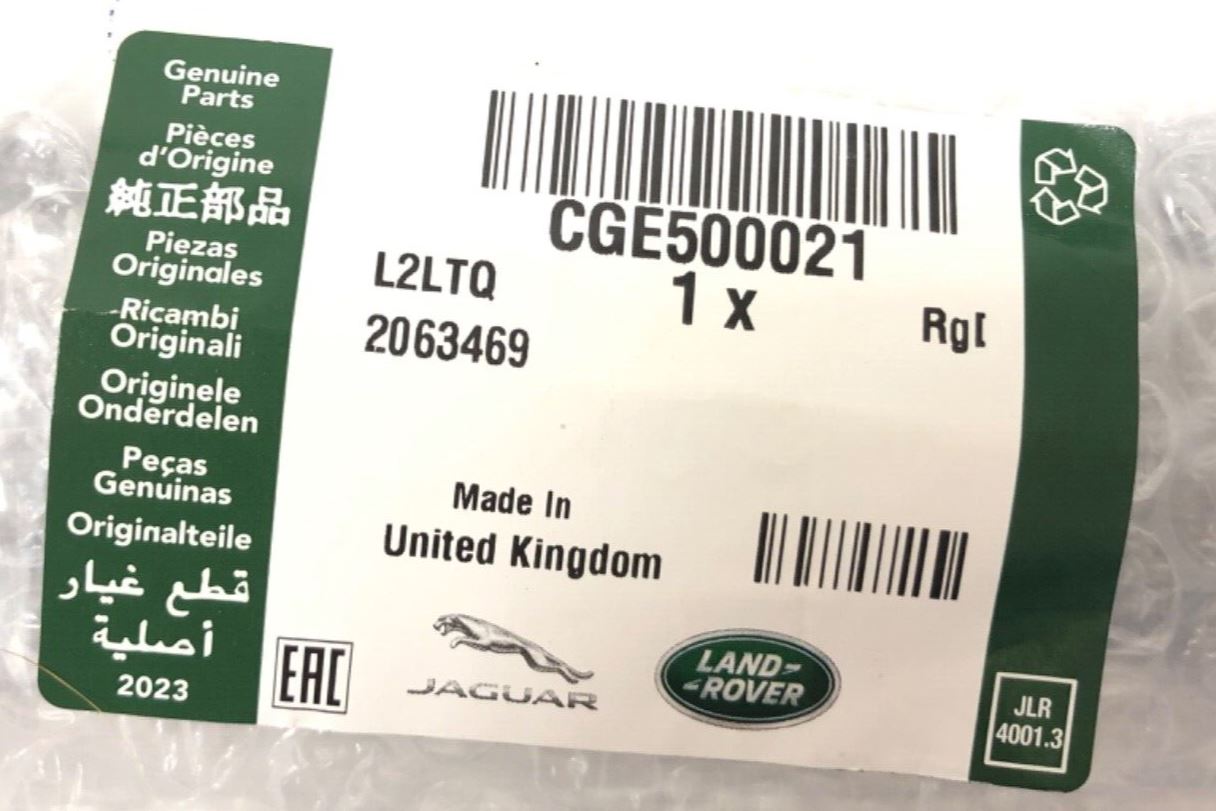 Genuine
Parts
Pièces
d'Origine
純正部品
Piezas
Originales
Ricambi
Originali
Originele
Onderdelen
Peças
Genuinas
Originalteile
قطع غيار
أصلية
2023
CGE500021
L2LTQ
1 x
Rg[
2063469
Made In
United Kingdom
EAC
JAGUAR
LAND-
-ROVER
JLR
4001.3